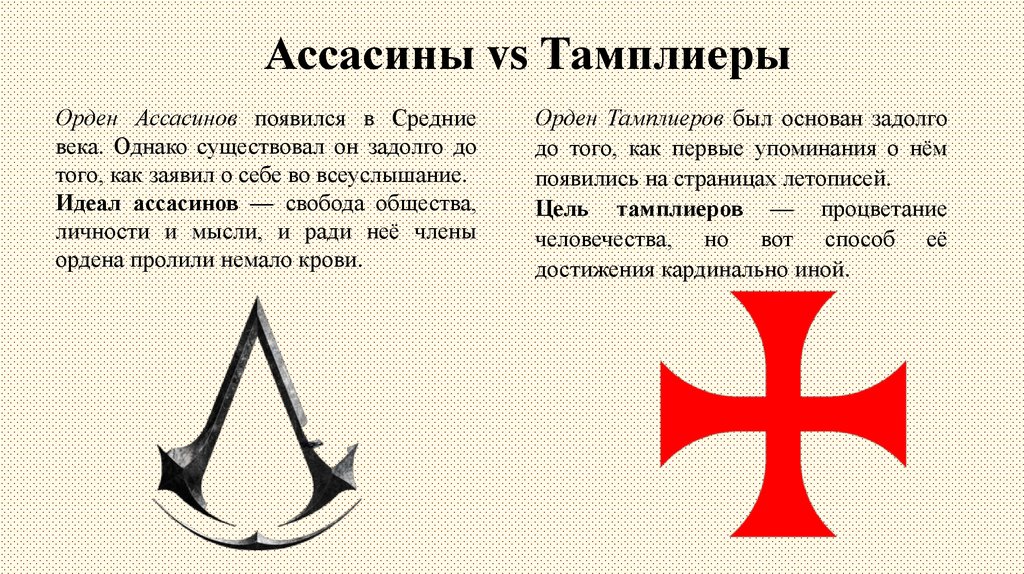 Ассасины vs Тамплиеры
Орден Ассасинов появился в Средние
века. Однако существовал он задолго до
того, как заявил о себе во всеуслышание.
Идеал ассасинов — свобода общества,
личности и мысли, и ради неё члены
ордена пролили немало крови.
Орден Тамплиеров был основан задолго
до того, как первые упоминания о нём
появились на страницах летописей.
Цель тамплиеров — процветание
человечества, но вот способ её
достижения кардинально иной.